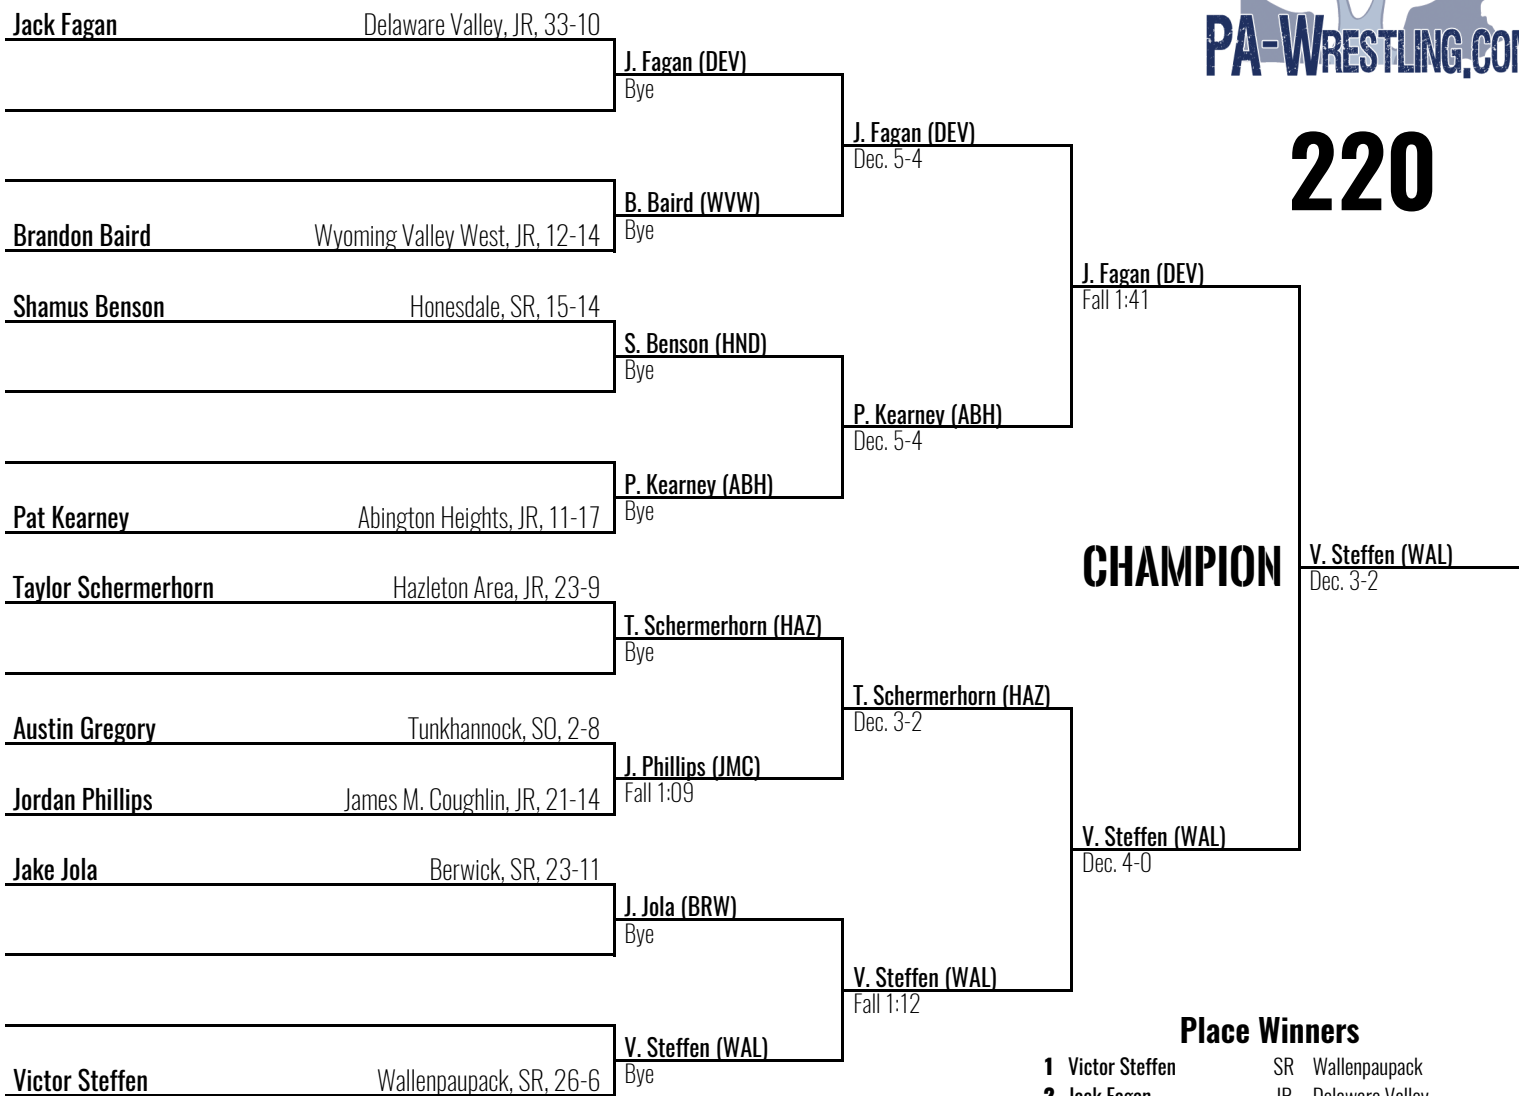 Jack Fagan Delaware Valley, JR, 33-10
J. Fagan (DEV)
Bye
PA-WRESTLING.CO
J. Fagan (DEV)
Dec. 5-4
220
B. Baird (WVW)
Brandon Baird Wyoming Valley West, JR, 12-14
Bye
J. Fagan (DEV)
Fall 1:41
Shamus Benson Honesdale, SR, 15-14
S. Benson (HND)
Bye
P. Kearney (ABH)
Dec. 5-4
P. Kearney (ABH)
Pat Kearney Abington Heights, JR, 11-17
Bye
CHAMPION
V. Steffen (WAL)
Dec. 3-2
Taylor Schermerhorn Hazleton Area, JR, 23-9
T. Schermerhorn (HAZ)
Bye
T. Schermerhorn (HAZ)
Dec. 3-2
Austin Gregory Tunkhannock, SO, 2-8
J. Phillips (JMC)
Fall 1:09
Jordan Phillips James M. Coughlin, JR, 21-14
V. Steffen (WAL)
Dec. 4-0
Jake Jola Berwick, SR, 23-11
J. Jola (BRW)
Bye
V. Steffen (WAL)
Fall 1:12
V. Steffen (WAL)
Bye
Victor Steffen Wallenpaupack, SR, 26-6
Place Winners
1 Victor Steffen SR Wallenpaupack
2 Jack Fagan JR Delaware Valley